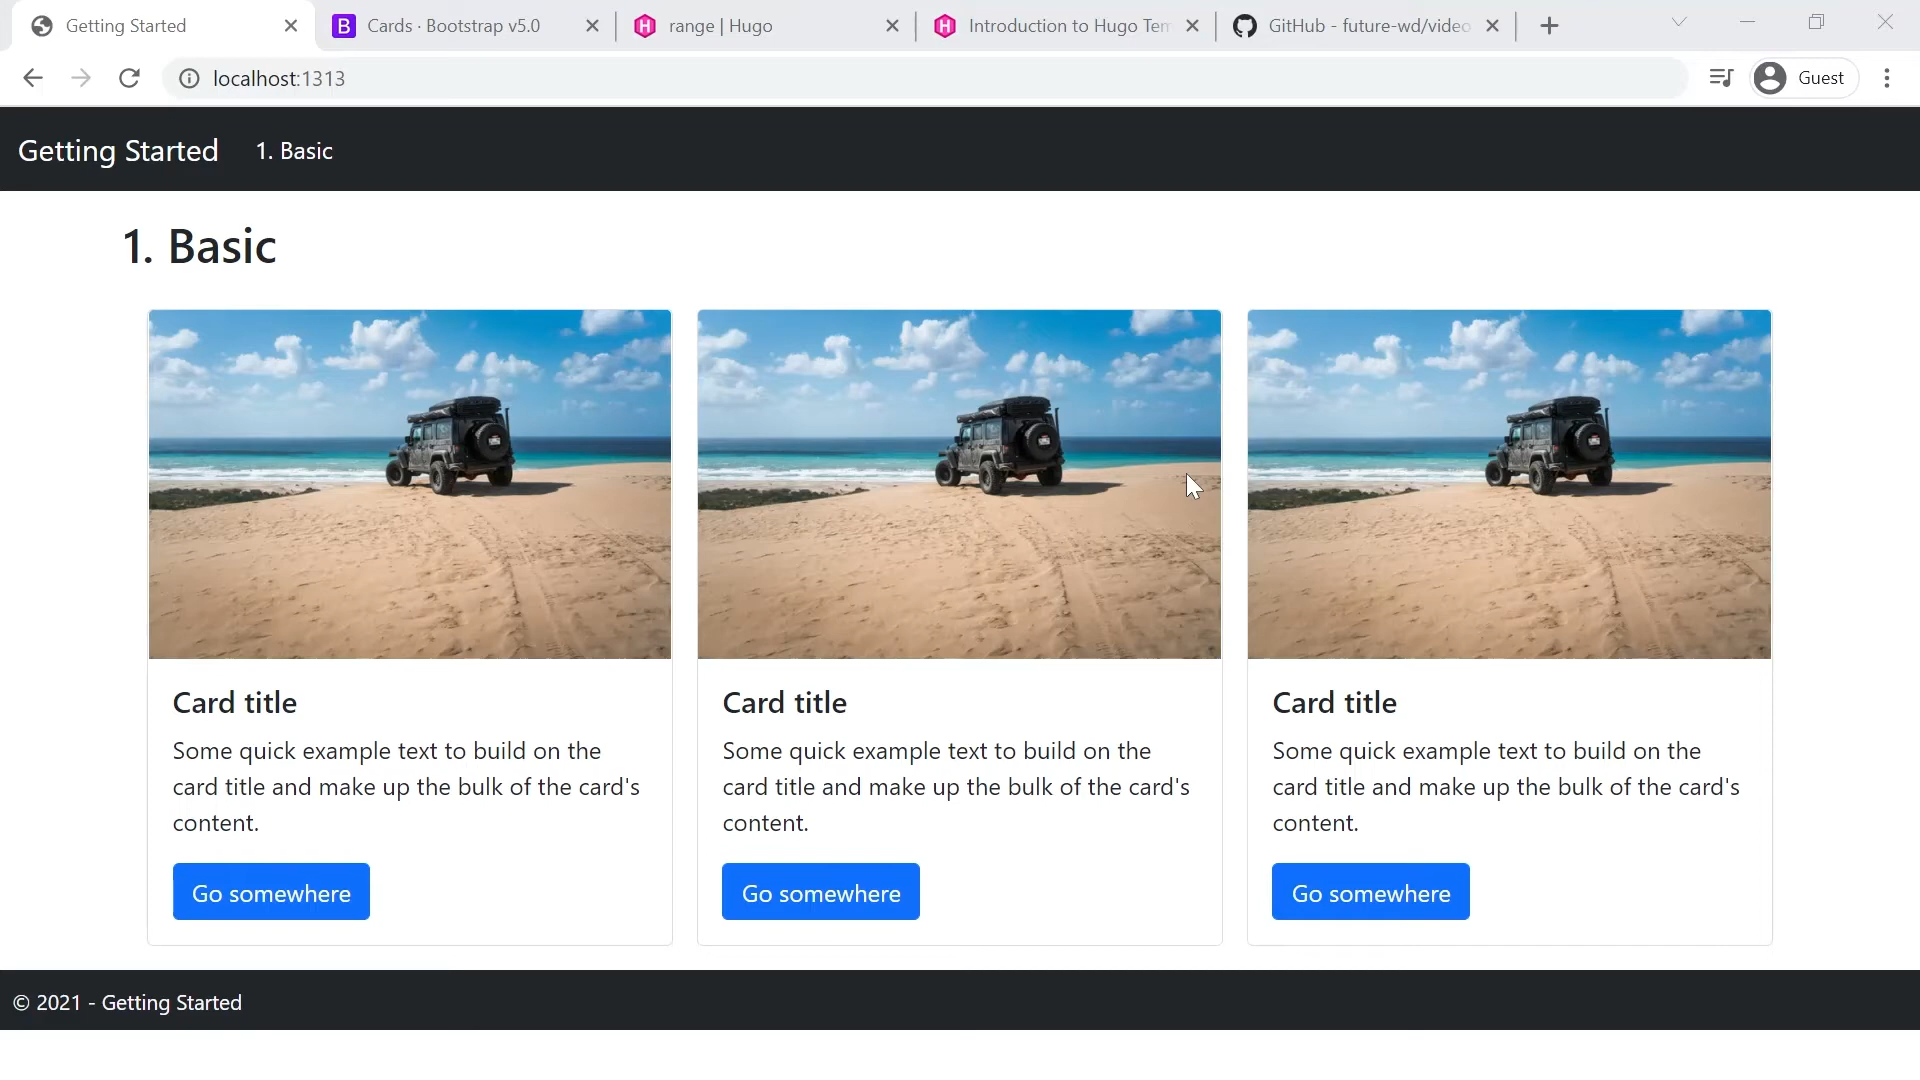 Getting Started
B Cards · Bootstrap v5.0
H range | Hugo
H Introduction to Hugo Tem
GitHub - future-wd/video
localhost:1313
Guest
Getting Started 1. Basic
1. Basic
Card title
Some quick example text to build on the
card title and make up the bulk of the card's
content.
Go somewhere
Card title
Some quick example text to build on the
card title and make up the bulk of the card's
content.
Go somewhere
Card title
Some quick example text to build on the
card title and make up the bulk of the card's
content.
Go somewhere
© 2021 - Getting Started